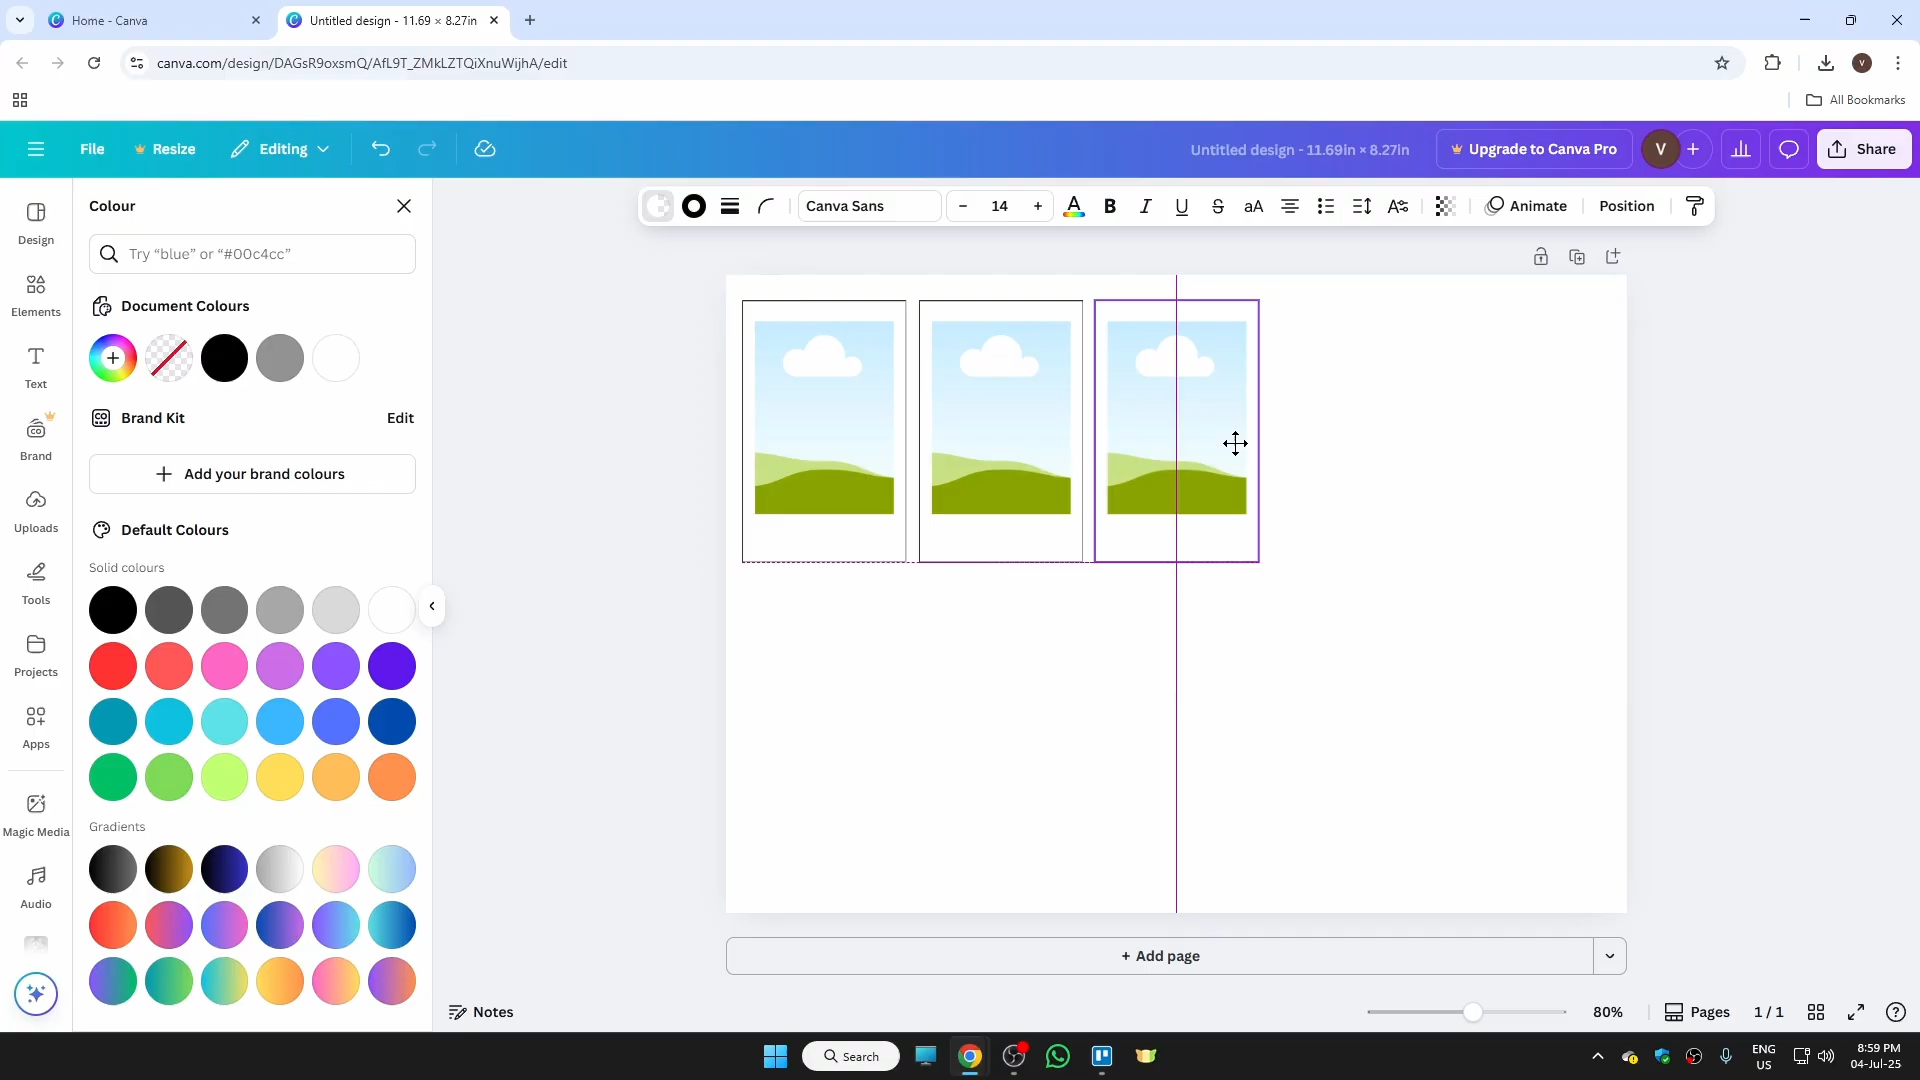 Home - Canva
Untitled design - 11.69 × 8.27in
canva.com/design/DAGsR9oxsmQ/AfL9T_ZMkLZTQiXnuWijhA/edit
V
All Bookmarks
File
Resize
Editing
Untitled design - 11.69in × 8.27in
Upgrade to Canva Pro
V
+
Share
Design
Elements
Text
Brand
Uploads
Tools
Projects
Apps
Magic Media
Audio
Colour
Try “blue” or “#00c4cc”
Document Colours
Brand Kit
Edit
+ Add your brand colours
Default Colours
Solid colours
Gradients
Canva Sans
− 14 +
A
B
I
U
S
aA
Animate
Position
+ Add page
Notes
80%
Pages
1 / 1
Search
ENG
US
8:59 PM
04-Jul-25